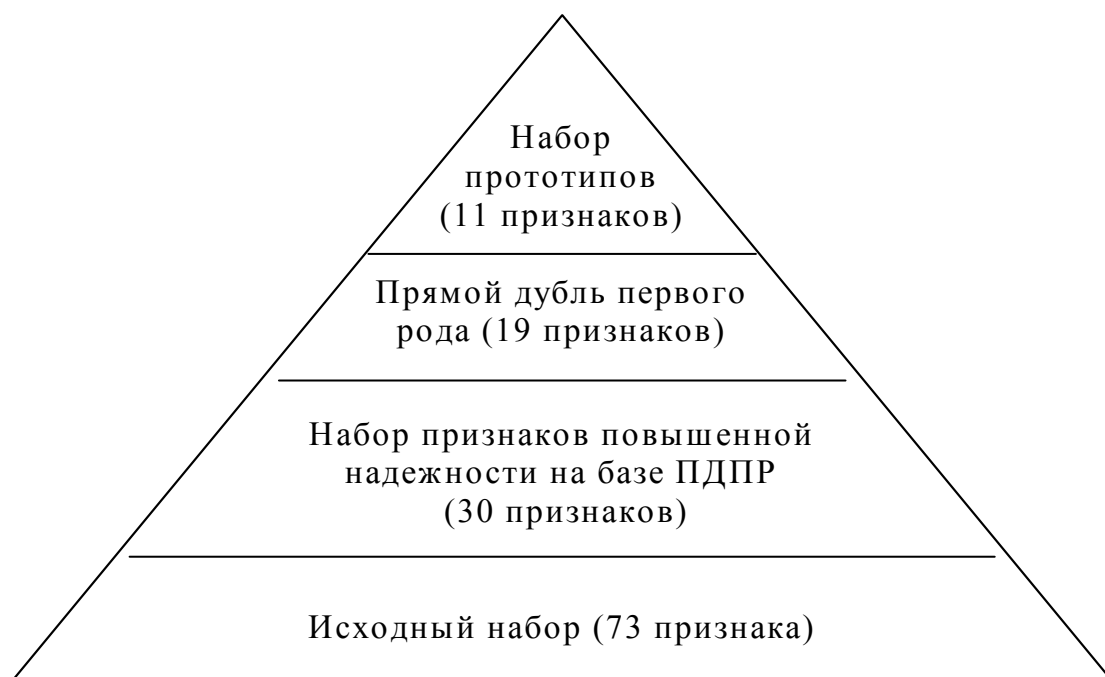 Набор
прототипов
(11 признаков)
Прямой дубль первого
рода (19 признаков)
Набор признаков повышенной
надежности на базе ПДПР
(30 признаков)
Исходный набор (73 признака)